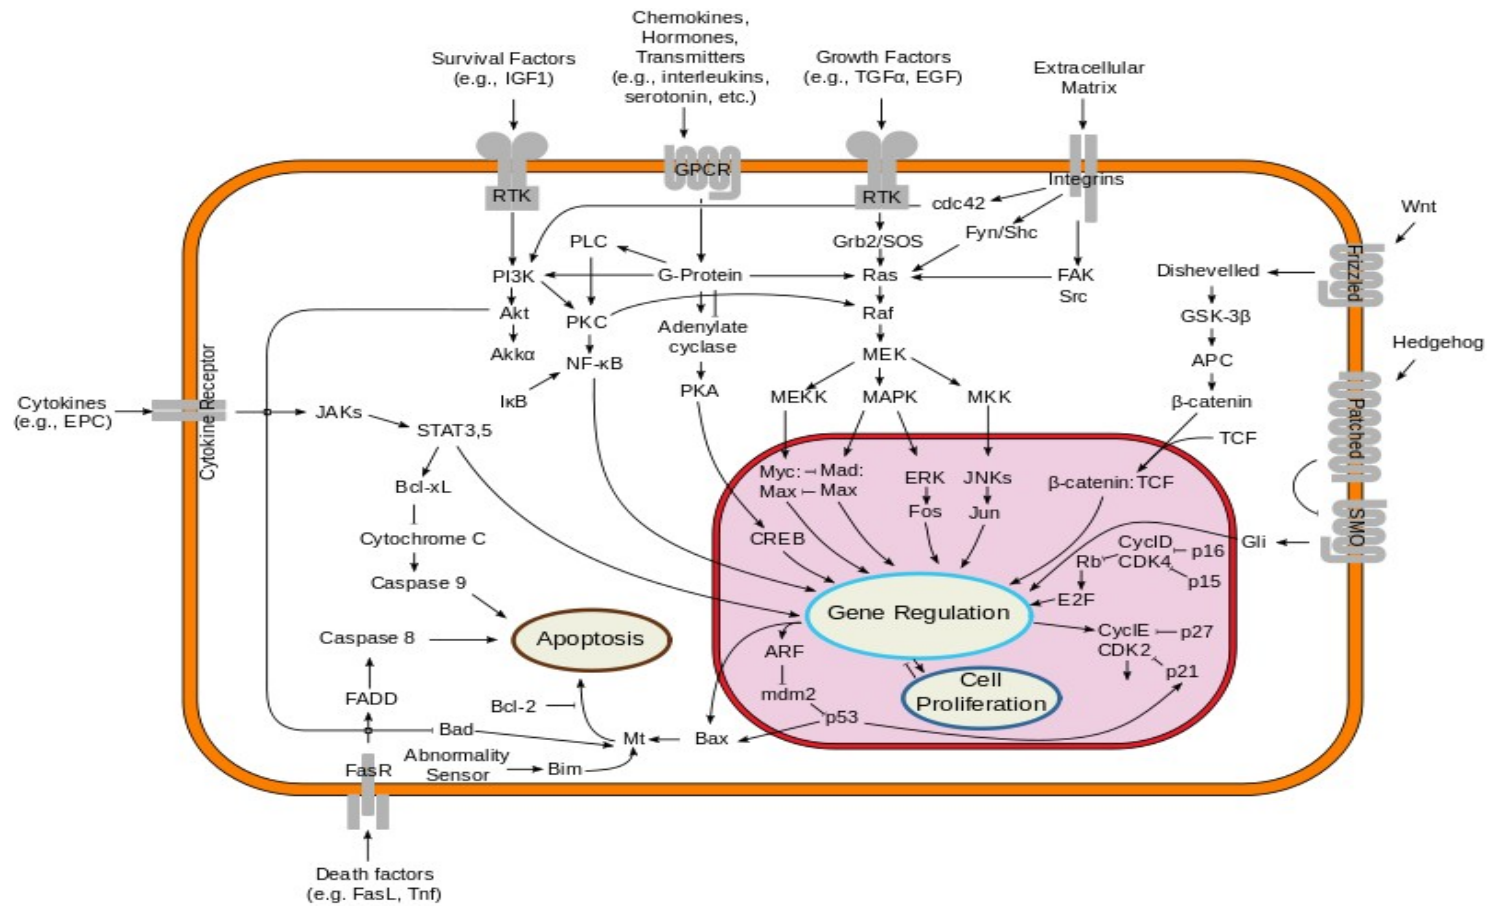 Chemokines,
Hormones,
Transmitters
(e.g., interleukins,
serotonin, etc.)
Survival Factors
(e.g., IGF1)
Growth Factors
(e.g., TGFα, EGF)
Extracellular
Matrix
GPCR
RTK
RTK
Integrins
cdc42
Wnt
PLC
Grb2/SOS
Fyn/Shc
Frizzled
PI3K
G-Protein
Ras
FAK
Src
Dishevelled
Akt
PKC
Adenylate
cyclase
Raf
GSK-3β
Hedgehog
Akkα
NF-κB
MEK
APC
IκB
PKA
MEKK
MAPK
MKK
β-catenin
Cytokines
(e.g., EPC)
Cytokine Receptor
JAKs
STAT3,5
TCF
Patched
Myc:
Max
Mad:
Max
ERK
JNKs
β-catenin:TCF
Bcl-xL
Fos
Jun
Cytochrome C
CREB
CyclD
CDK4
p16
Gli
SMO
Rb
p15
Caspase 9
E2F
Gene Regulation
Caspase 8
Apoptosis
ARF
CyclE
CDK2
p27
p21
FADD
Bcl-2
mdm2
Cell
Proliferation
p53
Bad
Mt
Bax
Abnormality
Sensor
Bim
FasR
Death factors
(e.g. FasL, Tnf)